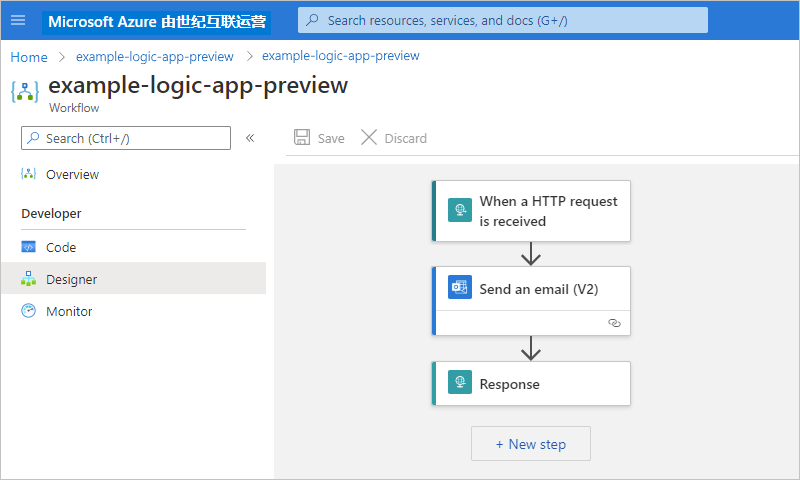 Microsoft Azure 由世纪互联运营
Search resources, services, and docs (G+/)
Home > example-logic-app-preview > example-logic-app-preview
example-logic-app-preview
Workflow
Search (Ctrl+/) «
Save Discard
Overview
Developer
Code
Designer
Monitor
When a HTTP request
is received
Send an email (V2)
Response
+ New step